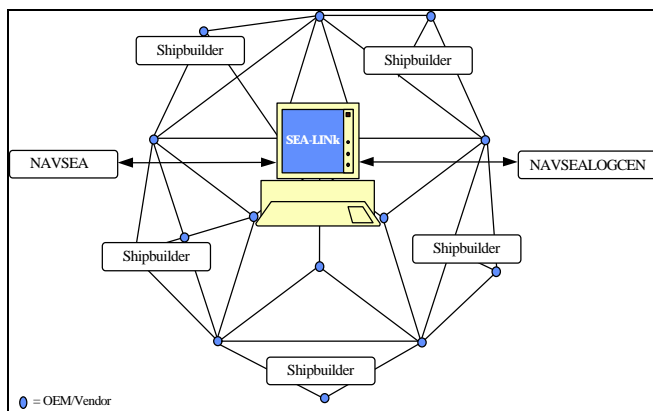 Shipbuilder
Shipbuilder
SEA-LINk
NAVSEA
NAVSEALOGCEN
Shipbuilder
Shipbuilder
Shipbuilder
= OEM/Vendor